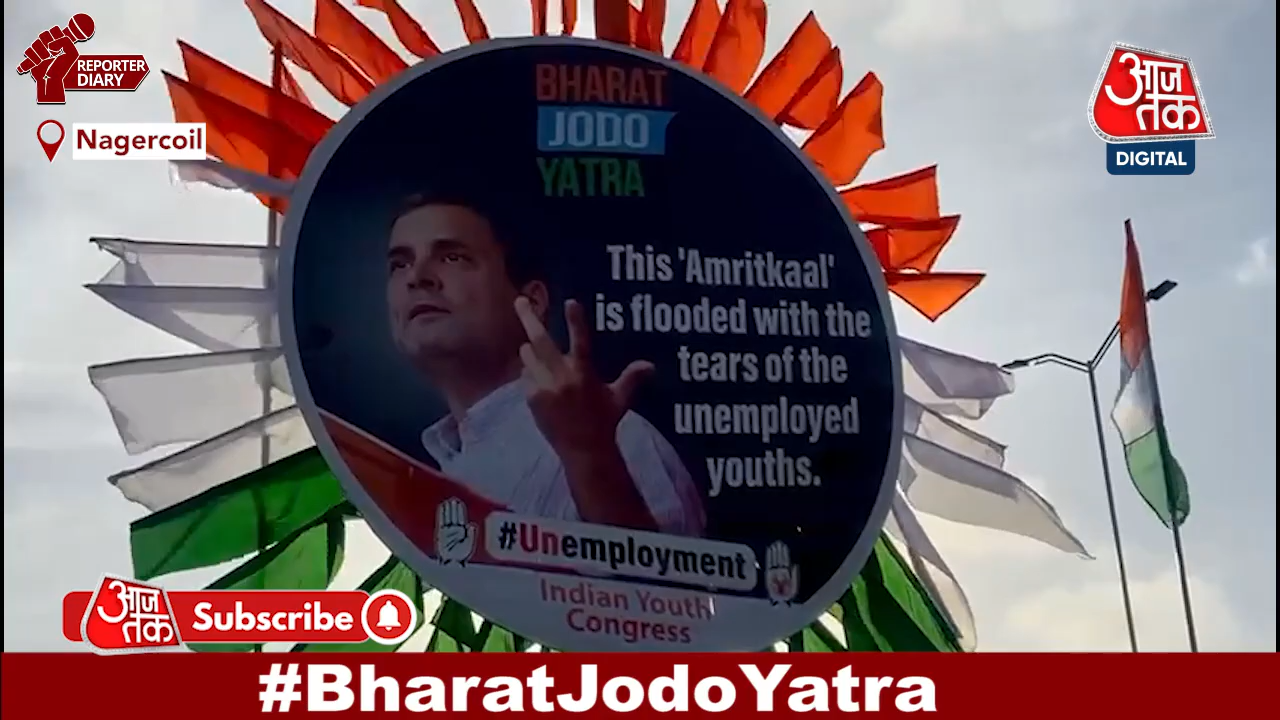 REPORTER
DIARY
Nagercoil
आज
तक
DIGITAL
BHARAT
JODO
YATRA
This 'Amritkaal'
is flooded with the
tears of the
unemployed
youths.
#Unemployment
Indian Youth
Congress
आज
तक
Subscribe
#BharatJodoYatra